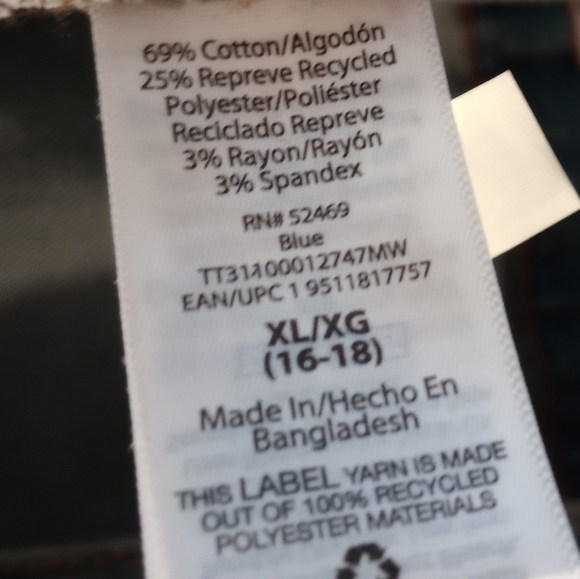 69% Cotton/Algodón
25% Repreve Recycled
Polyester/Poliéster
Reciclado Repreve
3% Rayon/Rayón
3% Spandex
RN# 52469
Blue
TT31A00012747MW
EAN/UPC 1 9511817757
XL/XG
(16-18)
Made In/Hecho En
Bangladesh
THIS LABEL YARN IS MADE
OUT OF 100% RECYCLED
POLYESTER MATERIALS